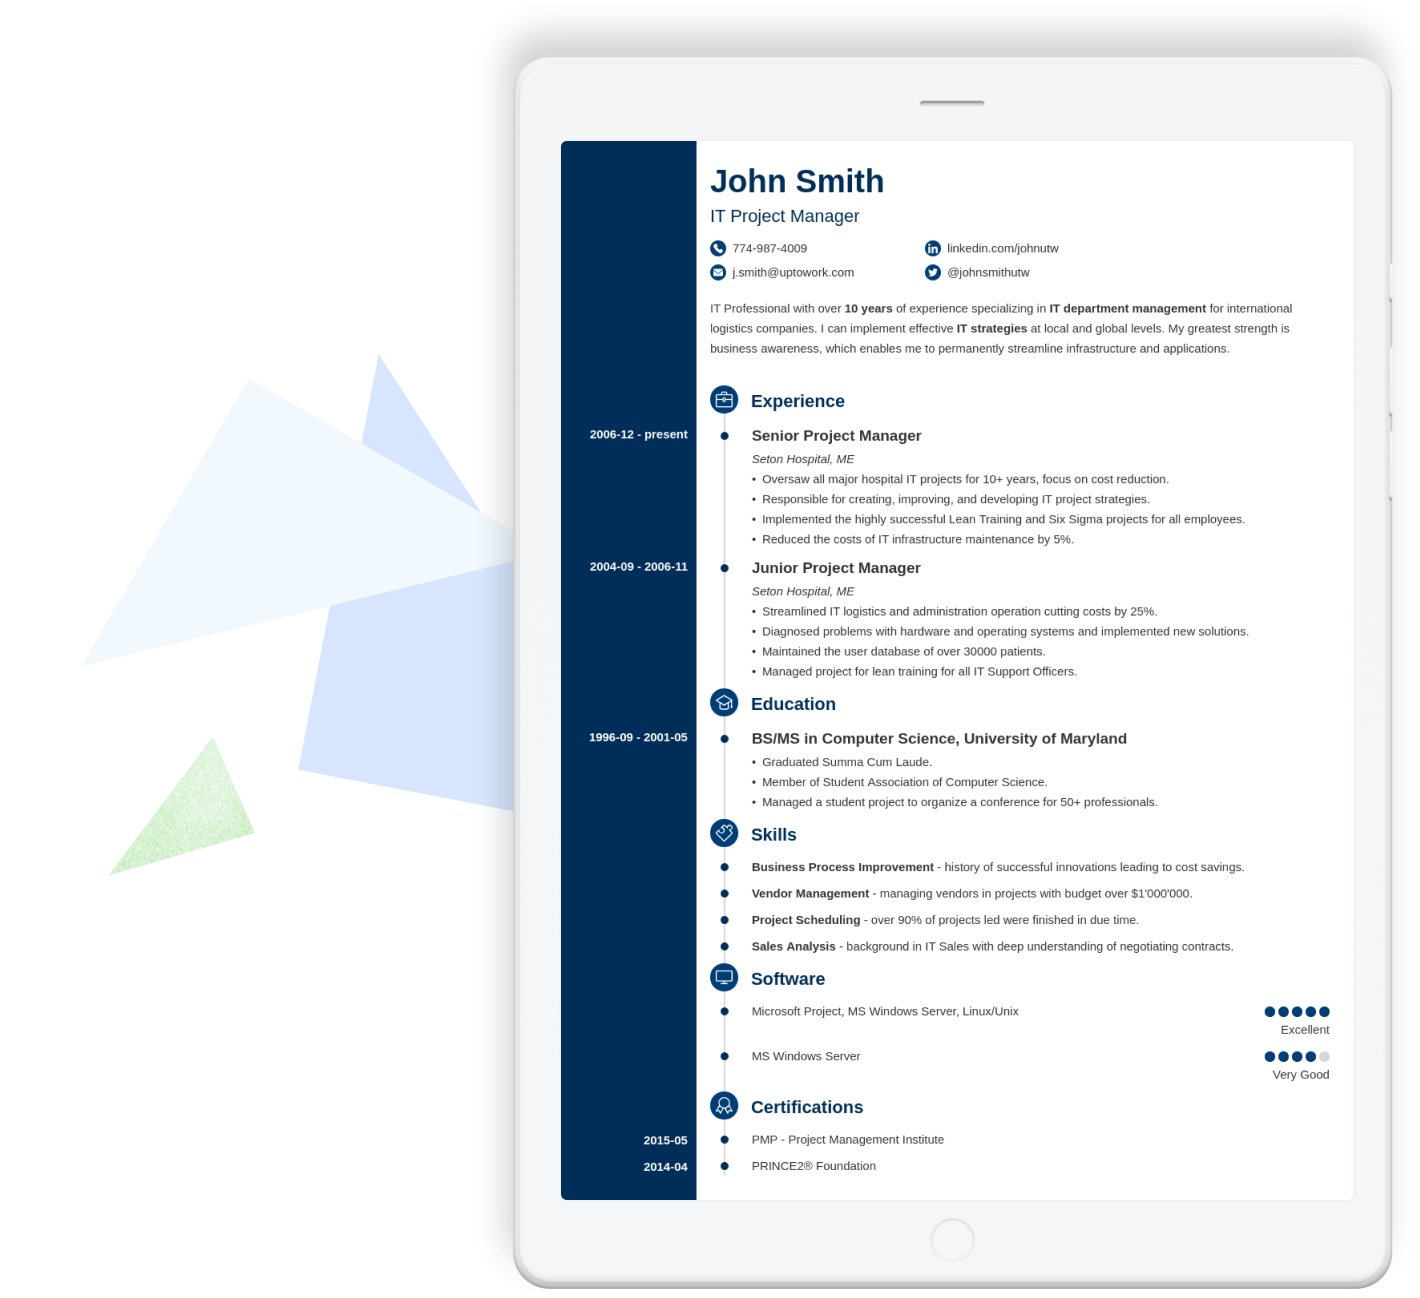 John Smith
IT Project Manager
774-987-4009
linkedin.com/johnutw
j.smith@uptowork.com
@johnsmithutw
IT Professional with over 10 years of experience specializing in IT department management for international
logistics companies. I can implement effective IT strategies at local and global levels. My greatest strength is
business awareness, which enables me to permanently streamline infrastructure and applications.
Experience
2006-12 - present
Senior Project Manager
Seton Hospital, ME
• Oversaw all major hospital IT projects for 10+ years, focus on cost reduction.
• Responsible for creating, improving, and developing IT project strategies.
• Implemented the highly successful Lean Training and Six Sigma projects for all employees.
• Reduced the costs of IT infrastructure maintenance by 5%.
2004-09 - 2006-11
Junior Project Manager
Seton Hospital, ME
• Streamlined IT logistics and administration operation cutting costs by 25%.
• Diagnosed problems with hardware and operating systems and implemented new solutions.
• Maintained the user database of over 30000 patients.
• Managed project for lean training for all IT Support Officers.
Education
1996-09 - 2001-05
BS/MS in Computer Science, University of Maryland
• Graduated Summa Cum Laude.
• Member of Student Association of Computer Science.
• Managed a student project to organize a conference for 50+ professionals.
Skills
Business Process Improvement - history of successful innovations leading to cost savings.
Vendor Management - managing vendors in projects with budget over $1'000'000.
Project Scheduling - over 90% of projects led were finished in due time.
Sales Analysis - background in IT Sales with deep understanding of negotiating contracts.
Software
Microsoft Project, MS Windows Server, Linux/Unix
Excellent
MS Windows Server
Very Good
Certifications
2015-05
PMP - Project Management Institute
2014-04
PRINCE2® Foundation